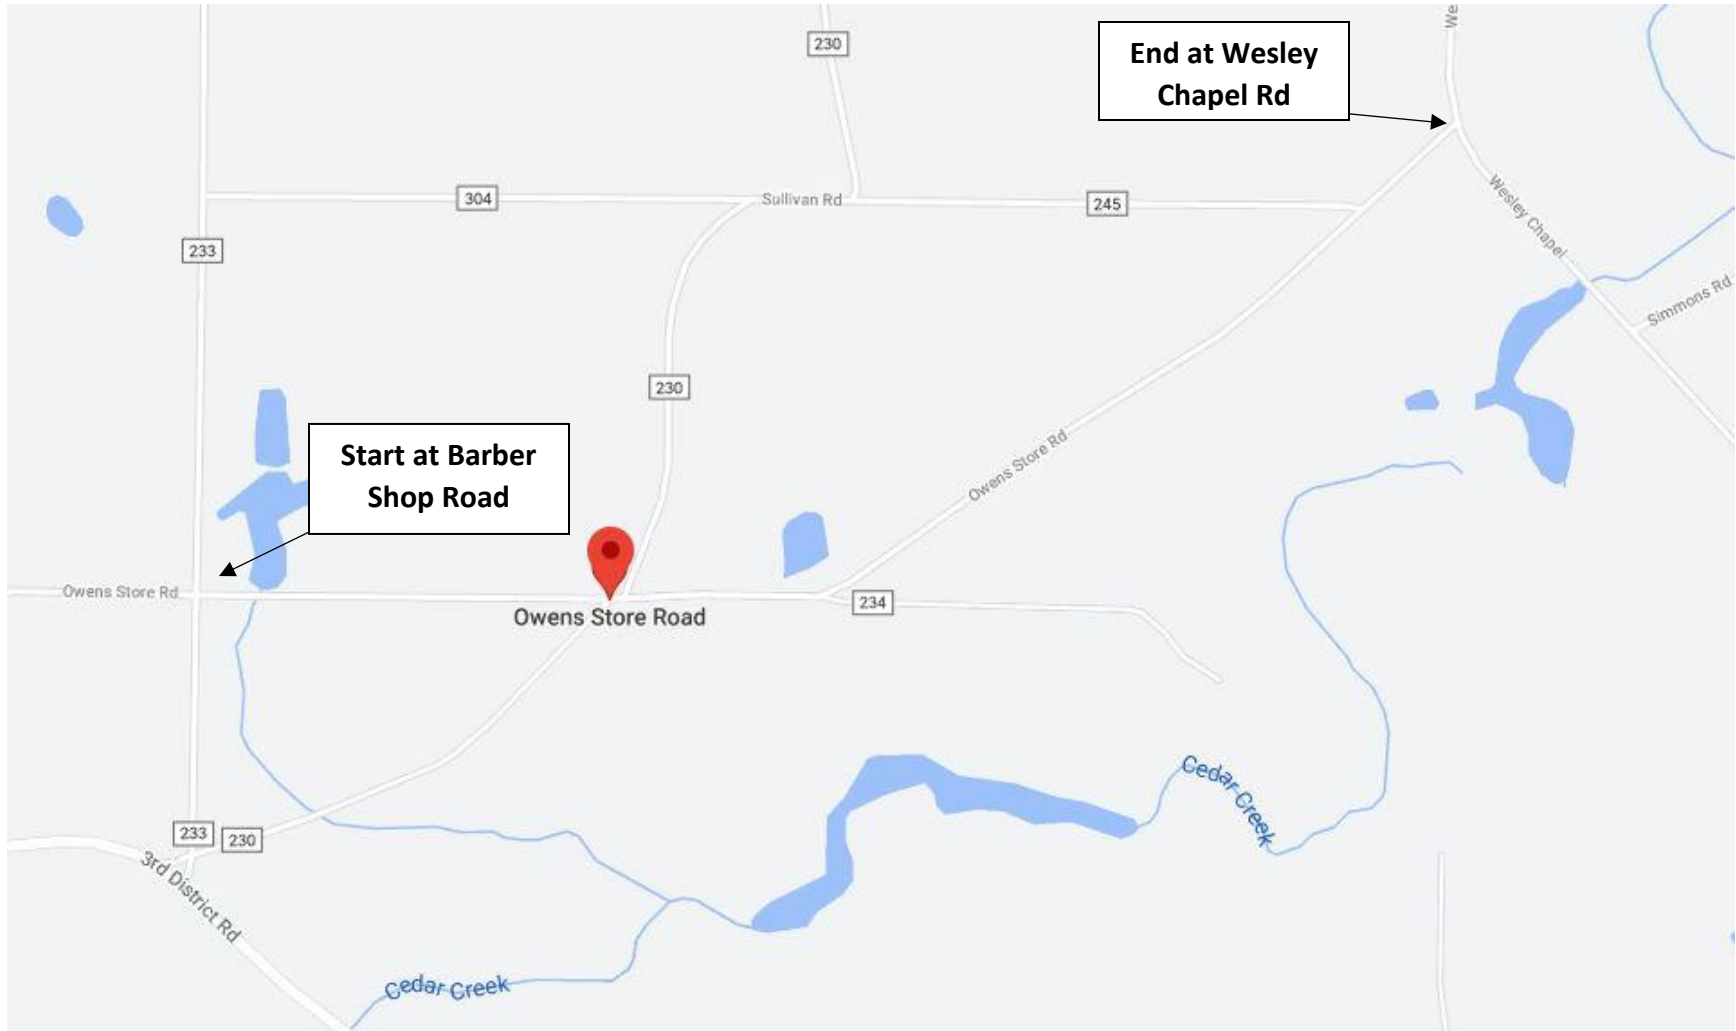 We
230
End at Wesley
Chapel Rd
304
Sullivan Rd
245
Wesley Chapel
233
Simmons Rd
230
Start at Barber
Shop Road
Owens Store Rd
Owens Store Rd
Owens Store Road
234
Cedar Creek
233
230
3rd District Rd
Cedar Creek